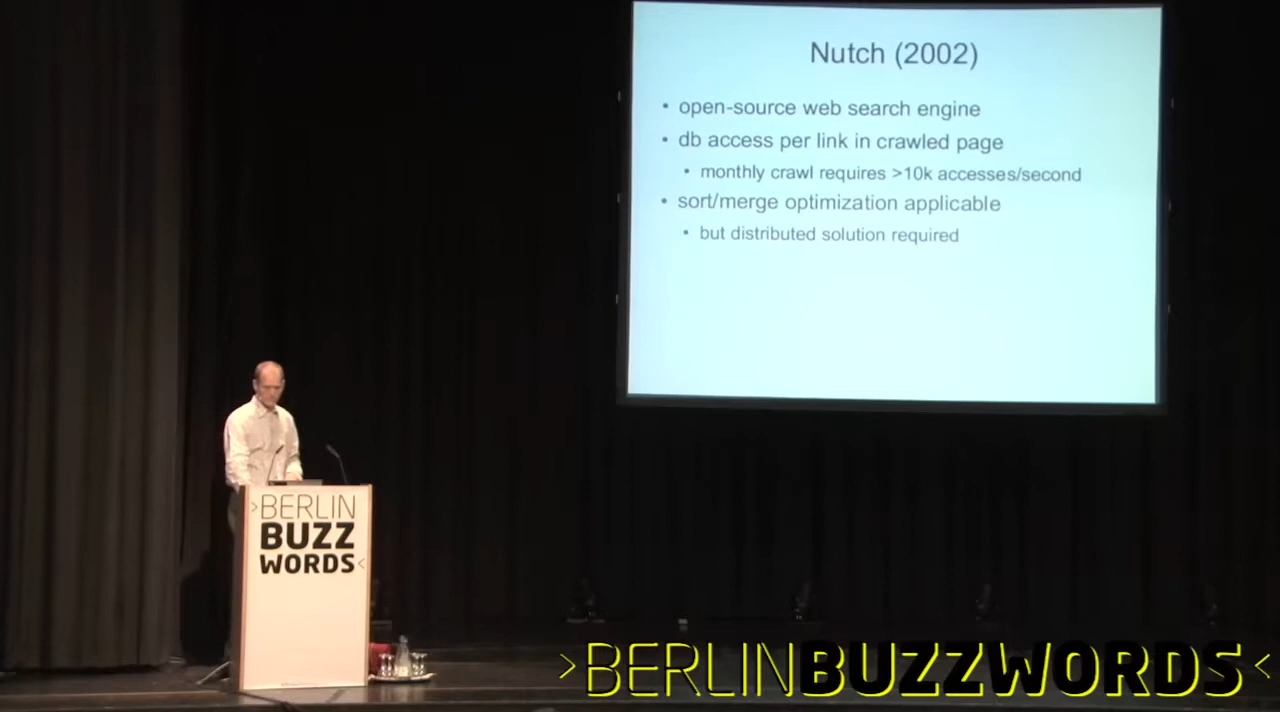 Nutch (2002)
• open-source web search engine
• db access per link in crawled page
• monthly crawl requires >10k accesses/second
• sort/merge optimization applicable
• but distributed solution required
>BERLIN
BUZZ
WORDS<
>BERLINBUZZWORDS<